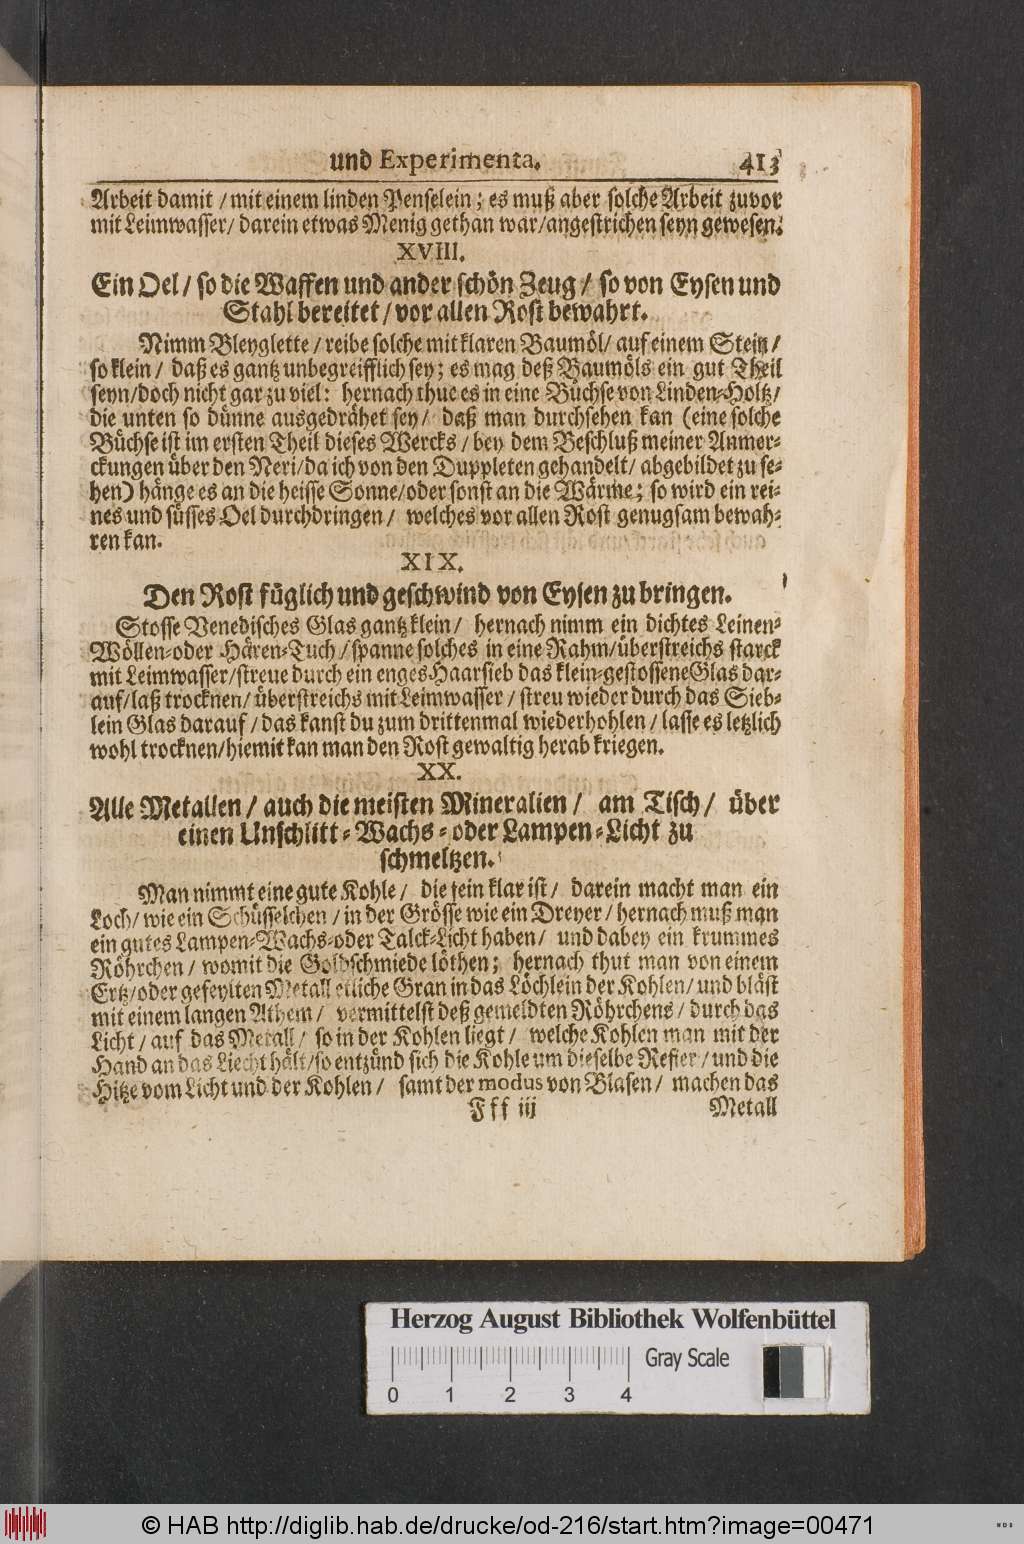 und Experimenta. 413
Arbeit damit / mit einem linden Penselein; es muß aber solche Arbeit zuvor
mit Leimwasser / darein etwas Menig gethan war / angestrichen seyn gewesen.
XVIII.
Ein Oel / so die Waffen und ander schön Zeug / so von Eysen und
Stahl bereitet / vor allen Rost bewahrt.
Nimm Bleyglette / reibe solche mit klaren Baumöl / auf einem Stein /
so klein / daß es gantz unbegreifflich sey; es mag deß Baumöls ein gut Theil
seyn / doch nicht gar zu viel: hernach thue es in eine Büchse von Linden-Holtz /
die unten so dünne ausgedrähet sey / daß man durchsehen kan (eine solche
Büchse ist im ersten Theil dieses Wercks / bey dem Beschluß meiner Anmer-
ckungen über den Neri / da ich von den Duppleten gehandelt / abgebildet zu se-
hen) hänge es an die heisse Sonne / oder sonst an die Wärme; so wird ein rei-
nes und süsses Oel durchdringen / welches vor allen Rost genugsam bewah-
ren kan.
XIX.
Den Rost füglich und geschwind von Eysen zu bringen.
Stosse Venedisches Glas gantz klein / hernach nimm ein dichtes Leinen-
Wöllen- oder Hären-Tuch / spanne solches in eine Rahm / überstreichs starck
mit Leimwasser / streue durch ein enges Haarsieb das klein-gestossene Glas dar-
auf / laß trocknen / überstreichs mit Leimwasser / streu wieder durch das Sieb-
lein Glas darauf / das kanst du zum drittenmal wiederhohlen / lasse es letzlich
wohl trocknen / hiemit kan man den Rost gewaltig herab kriegen.
XX.
Alle Metallen / auch die meisten Mineralien / am Tisch / über
einen Unschlitt- Wachs- oder Lampen-Licht zu
schmeltzen.
Man nimmt eine gute Kohle / die fein klar ist / darein macht man ein
Loch / wie ein Schüsselchen / in der Grösse wie ein Dreyer / hernach muß man
ein gutes Lampen- Wachs- oder Talck-Licht haben / und dabey ein krummes
Röhrchen / womit die Goldschmiede löthen; hernach thut man von einem
Ertz / oder gefeylten Metall etliche Gran in das Löchlein der Kohlen / und bläst
mit einem langen Athem / vermittelst deß gemeldten Röhrchens / durch das
Licht / auf das Metall / so in der Kohlen liegt / welche Kohlen man mit der
Hand an das Liecht hält / so entzünd sich die Kohle um dieselbe Refier / und die
Hitze vom Licht und der Kohlen / samt der modus von Blasen / machen das
Fff iij Metall
Herzog August Bibliothek Wolfenbüttel
Gray Scale
0 1 2 3 4
© HAB http://diglib.hab.de/drucke/od-216/start.htm?image=00471